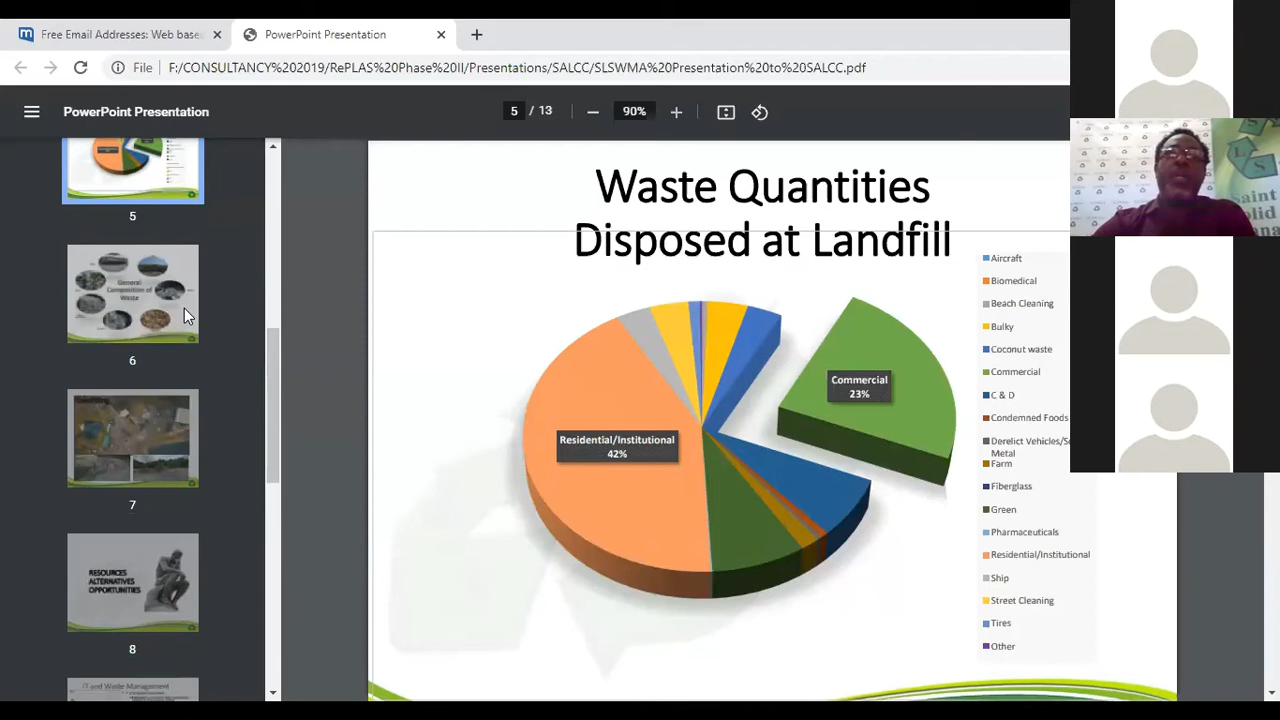 Free Email Addresses: Web base
PowerPoint Presentation
File
F:/CONSULTANCY%202019/RePLAS%20Phase%20II/Presentations/SALCC/SLSWMA%20Presentation%20to%20SALCC.pdf
PowerPoint Presentation
5 / 13
90%
5
General
Composition of
Waste
6
7
RESOURCES
ALTERNATIVES
OPPORTUNITIES
8
IT and Waste Management
Waste Quantities
Disposed at Landfill
Commercial
23%
Residential/Institutional
42%
Aircraft
Biomedical
Beach Cleaning
Bulky
Coconut waste
Commercial
C & D
Condemned Foods
Derelict Vehicles/Sc
Metal
Farm
Fiberglass
Green
Pharmaceuticals
Residential/Institutional
Ship
Street Cleaning
Tires
Other
Saint
Solid